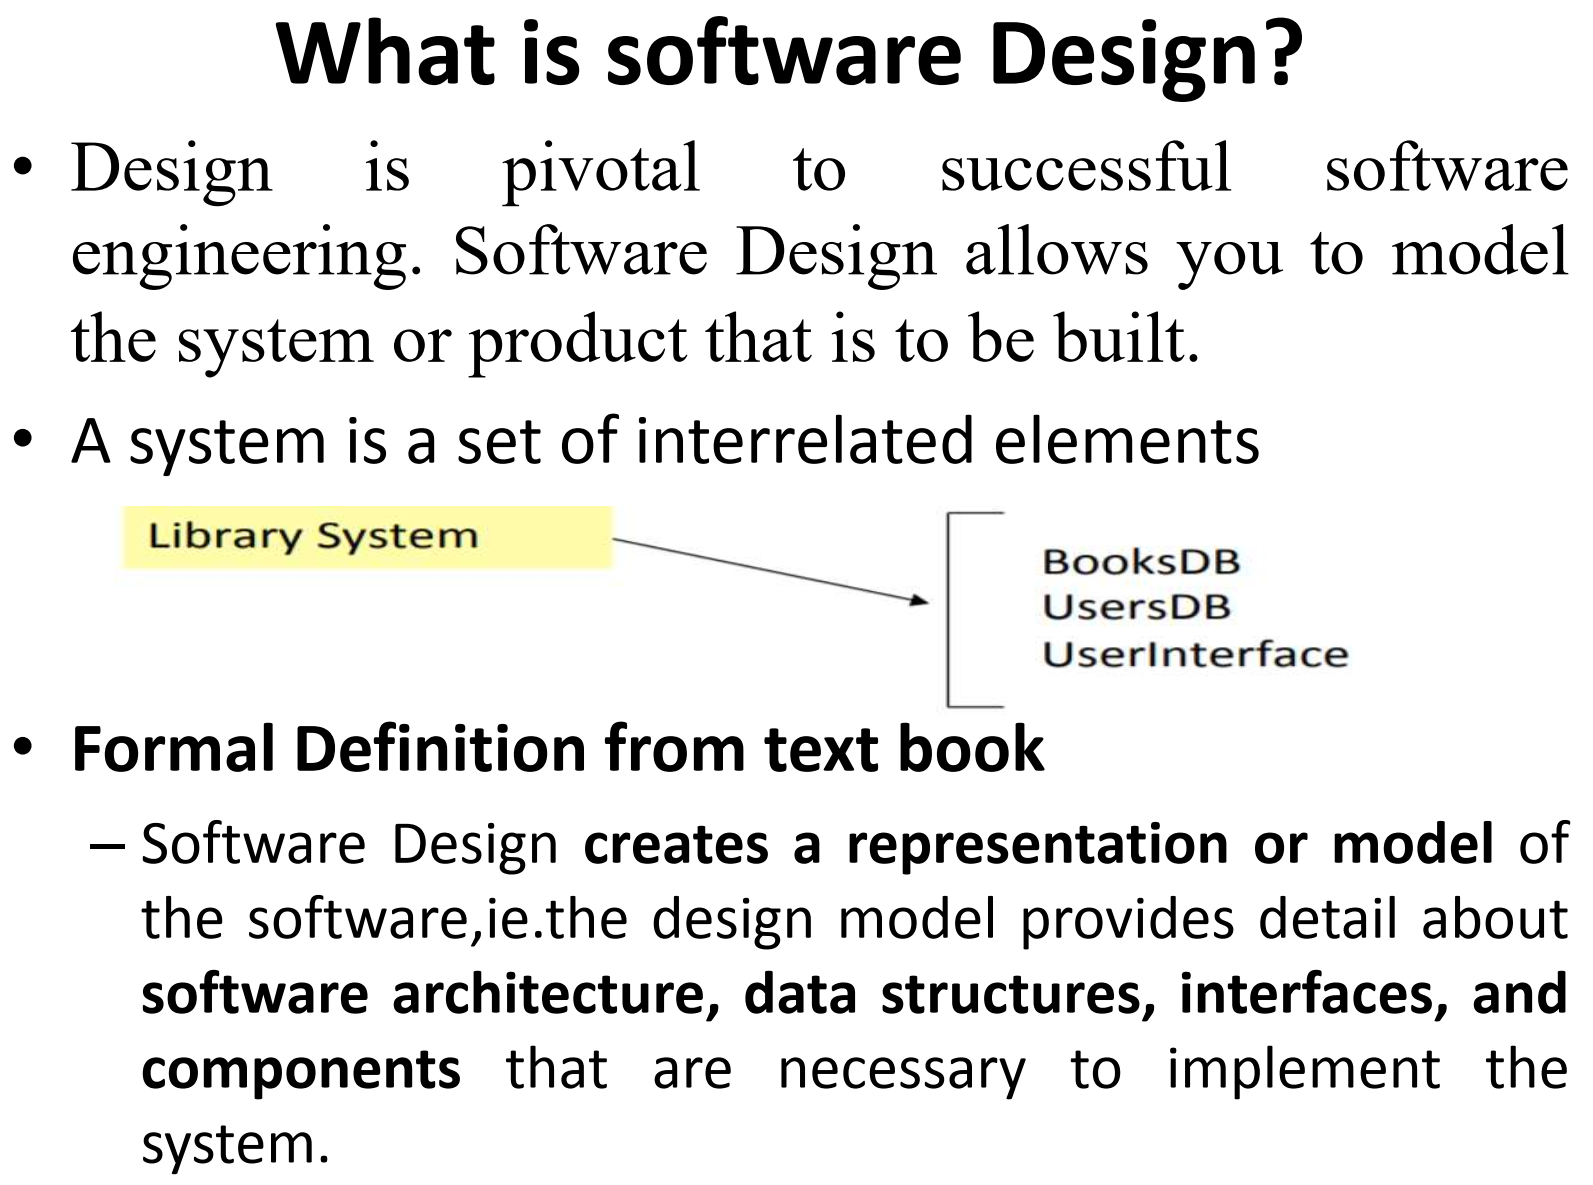 What is software Design?
• Design is pivotal to successful software
engineering. Software Design allows you to model
the system or product that is to be built.
• A system is a set of interrelated elements
Library System
BooksDB
UsersDB
UserInterface
• Formal Definition from text book
– Software Design creates a representation or model of
the software,ie.the design model provides detail about
software architecture, data structures, interfaces, and
components that are necessary to implement the
system.